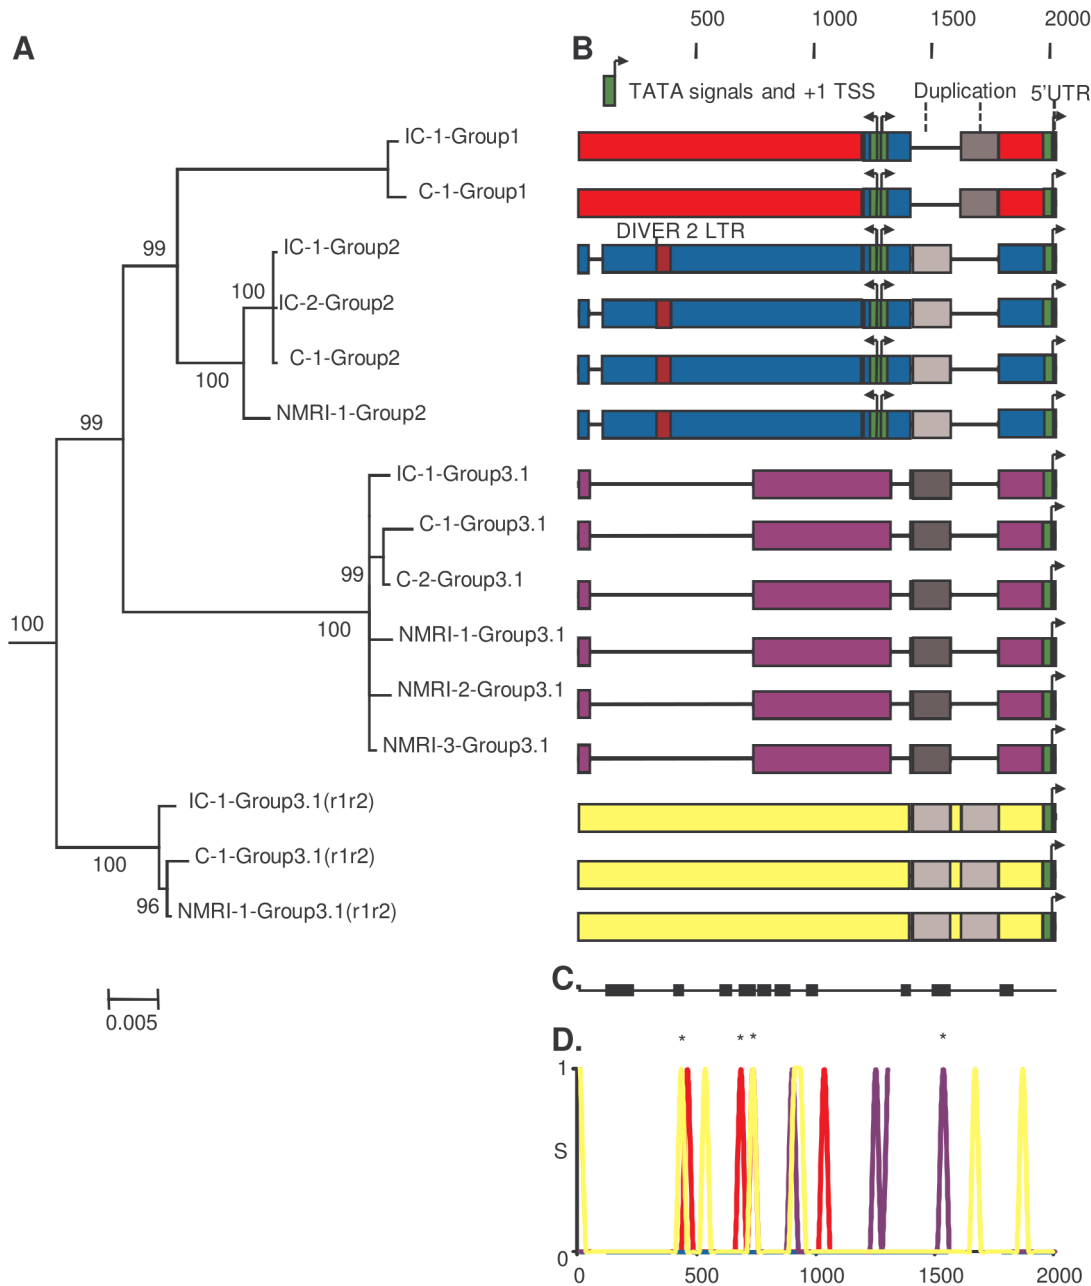 500 1000 1500 2000
A B
TATA signals and +1 TSS Duplication 5'UTR
IC-1-Group1
C-1-Group1
DIVER 2 LTR
99 IC-1-Group2
100 IC-2-Group2
C-1-Group2
100
NMRI-1-Group2
99
IC-1-Group3.1
C-1-Group3.1
99 C-2-Group3.1
100 100 NMRI-1-Group3.1
NMRI-2-Group3.1
NMRI-3-Group3.1
IC-1-Group3.1(r1r2)
100 C-1-Group3.1(r1r2)
96 NMRI-1-Group3.1(r1r2)
C.
0.005
D.
* * * *
1
S
0
0 500 1000 1500 2000